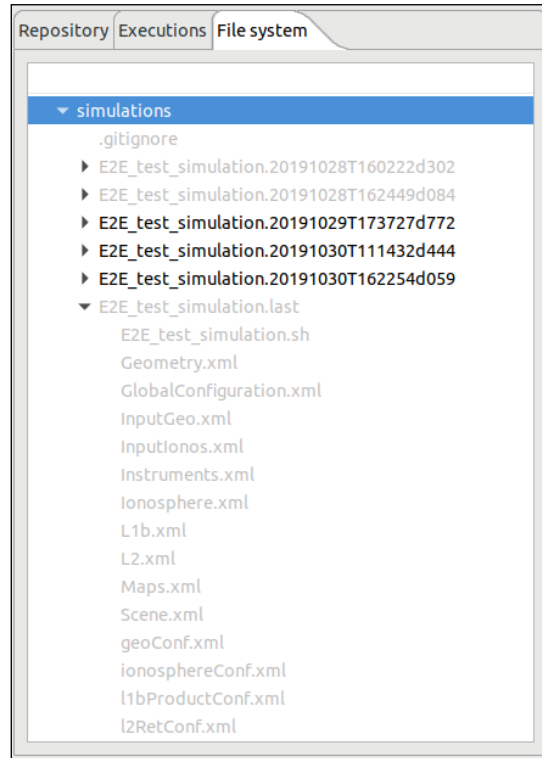 Repository Executions File system
simulations
.gitignore
E2E_test_simulation.20191028T160222d302
E2E_test_simulation.20191028T162449d084
E2E_test_simulation.20191029T173727d772
E2E_test_simulation.20191030T111432d444
E2E_test_simulation.20191030T162254d059
E2E_test_simulation.last
E2E_test_simulation.sh
Geometry.xml
GlobalConfiguration.xml
InputGeo.xml
InputIonos.xml
Instruments.xml
Ionosphere.xml
L1b.xml
L2.xml
Maps.xml
Scene.xml
geoConf.xml
ionosphereConf.xml
l1bProductConf.xml
l2RetConf.xml